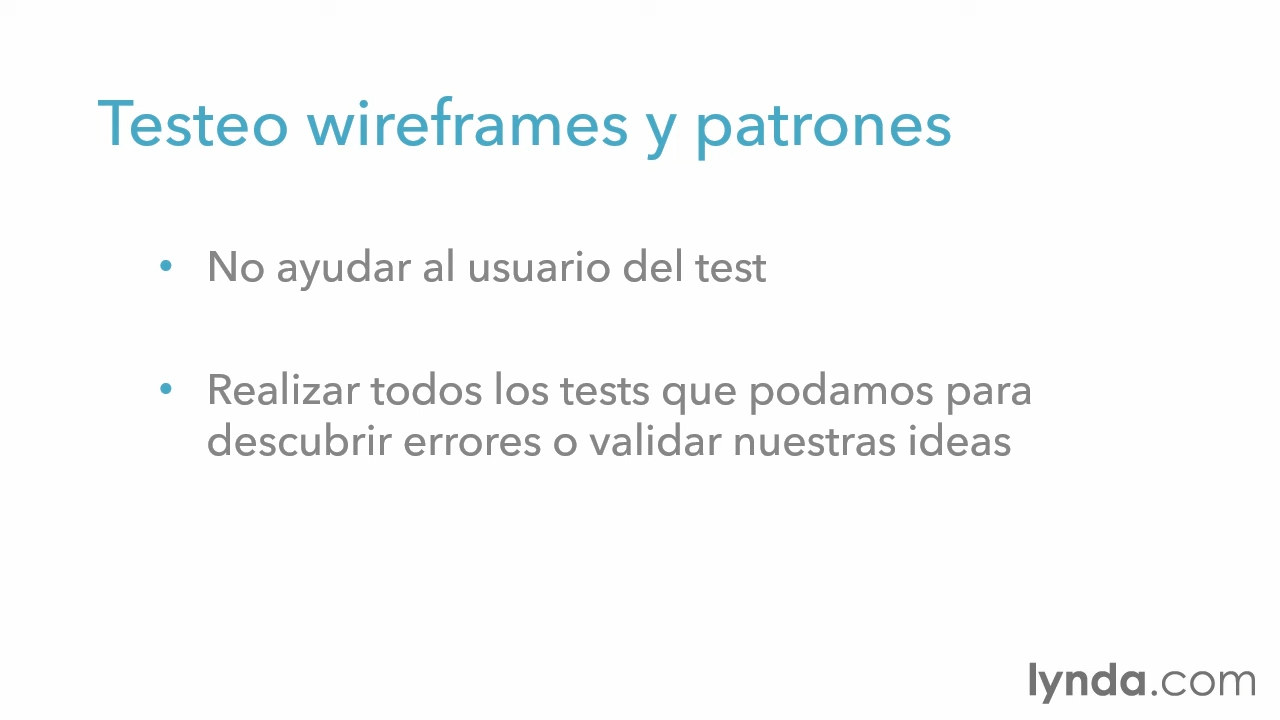 Testeo wireframes y patrones
• No ayudar al usuario del test
• Realizar todos los tests que podamos para
descubrir errores o validar nuestras ideas
lynda.com